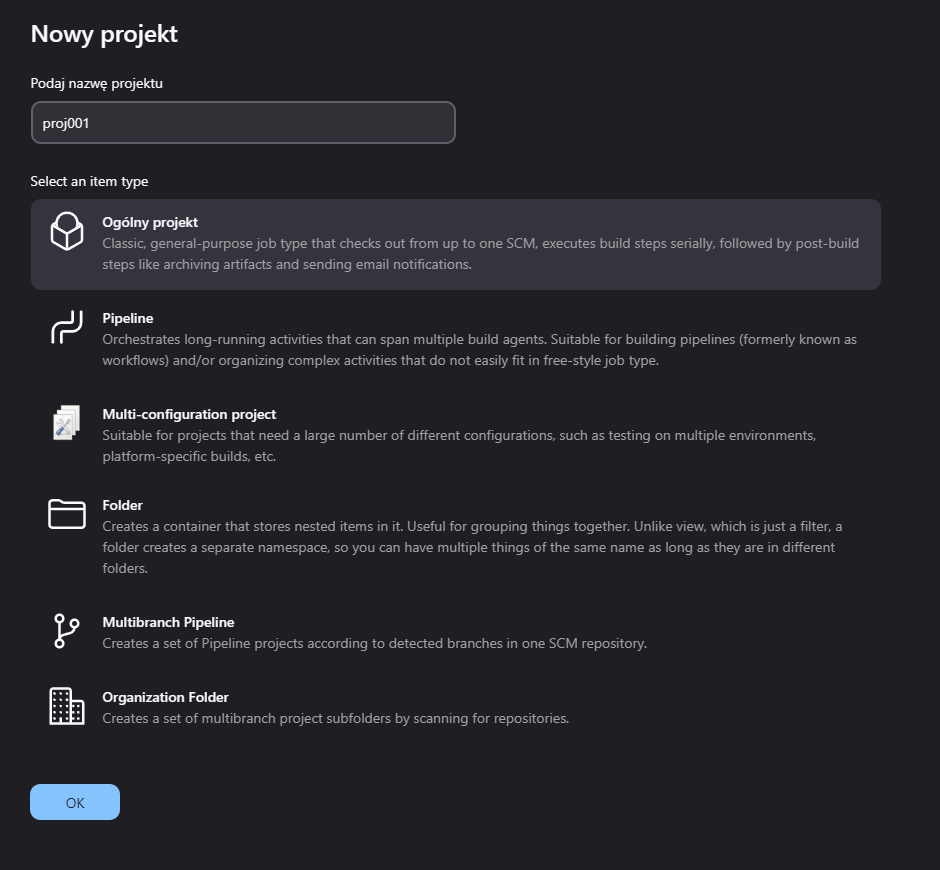 Nowy projekt
Podaj nazwę projektu
proj001
Select an item type
Ogólny projekt
Classic, general-purpose job type that checks out from up to one SCM, executes build steps serially, followed by post-build
steps like archiving artifacts and sending email notifications.
Pipeline
Orchestrates long-running activities that can span multiple build agents. Suitable for building pipelines (formerly known as
workflows) and/or organizing complex activities that do not easily fit in free-style job type.
Multi-configuration project
Suitable for projects that need a large number of different configurations, such as testing on multiple environments,
platform-specific builds, etc.
Folder
Creates a container that stores nested items in it. Useful for grouping things together. Unlike view, which is just a filter, a
folder creates a separate namespace, so you can have multiple things of the same name as long as they are in different
folders.
Multibranch Pipeline
Creates a set of Pipeline projects according to detected branches in one SCM repository.
Organization Folder
Creates a set of multibranch project subfolders by scanning for repositories.
OK